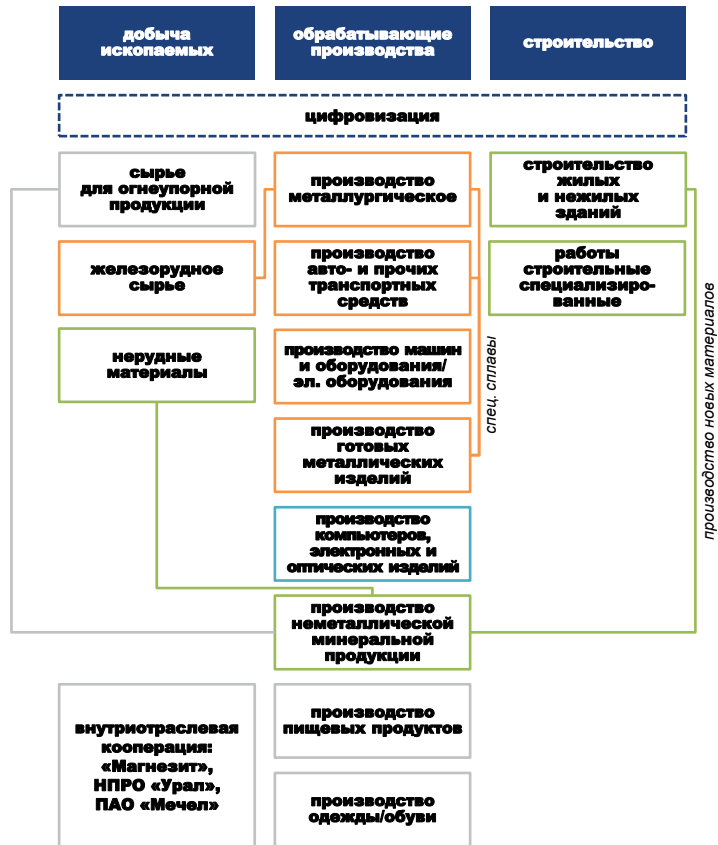 добыча
ископаемых
обрабатывающие
производства
строительство
цифровизация
сырье
для огнеупорной
продукции
производство
металлургическое
строительство
жилых
и нежилых
зданий
железорудное
сырье
производство
авто- и прочих
транспортных
средств
работы
строительные
специализиро-
ванные
нерудные
материалы
производство машин
и оборудования/
эл. оборудования
спец. сплавы
производство новых материалов
производство
готовых
металлических
изделий
производство
компьютеров,
электронных и
оптических изделий
производство
неметаллической
минеральной
продукции
внутриотраслевая
кооперация:
«Магнезит»,
НПРО «Урал»,
ПАО «Мечел»
производство
пищевых продуктов
производство
одежды/обуви